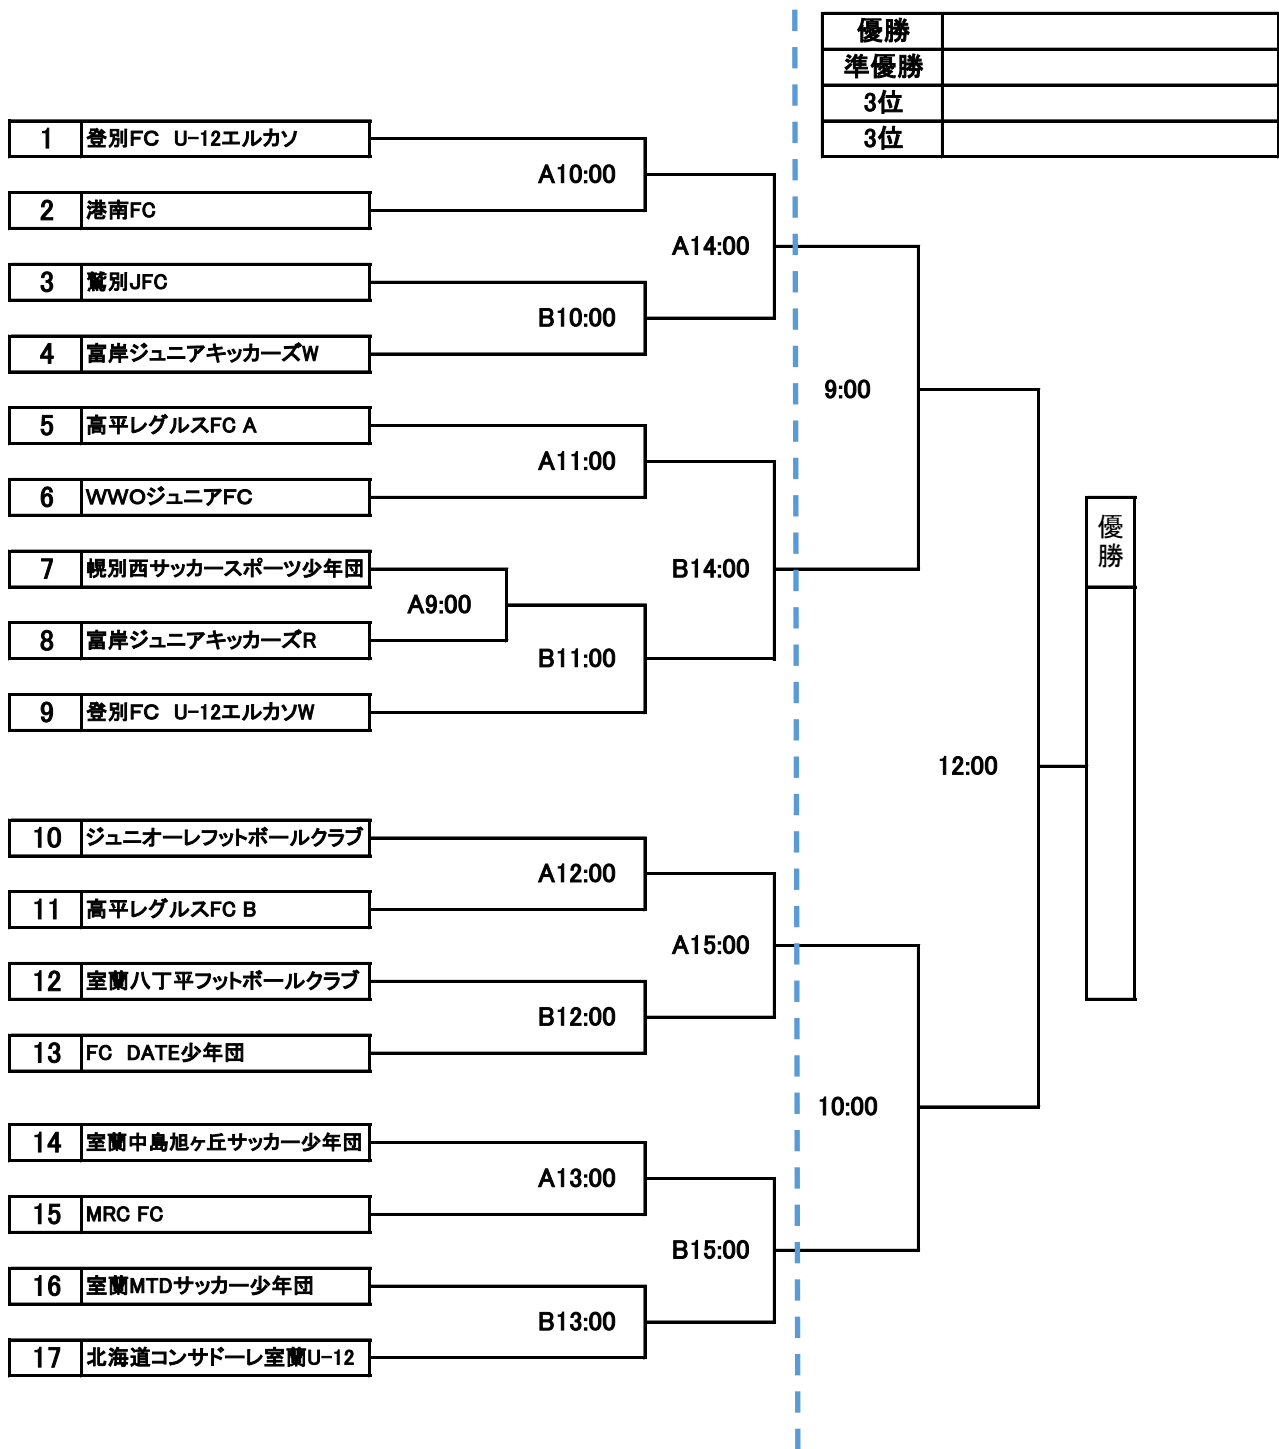 優勝
準優勝
3位
3位
1 登別FC U-12エルカソ
A10:00
2 港南FC
A14:00
3 鷲別JFC
B10:00
4 富岸ジュニアキッカーズW
9:00
5 高平レグルスFC A
A11:00
6 WWOジュニアFC
優勝
7 幌別西サッカースポーツ少年団
B14:00
A9:00
8 富岸ジュニアキッカーズR
B11:00
9 登別FC U-12エルカソW
12:00
10 ジュニオーレフットボールクラブ
A12:00
11 高平レグルスFC B
A15:00
12 室蘭八丁平フットボールクラブ
B12:00
13 FC DATE少年団
10:00
14 室蘭中島旭ヶ丘サッカー少年団
A13:00
15 MRC FC
B15:00
16 室蘭MTDサッカー少年団
B13:00
17 北海道コンサドーレ室蘭U-12